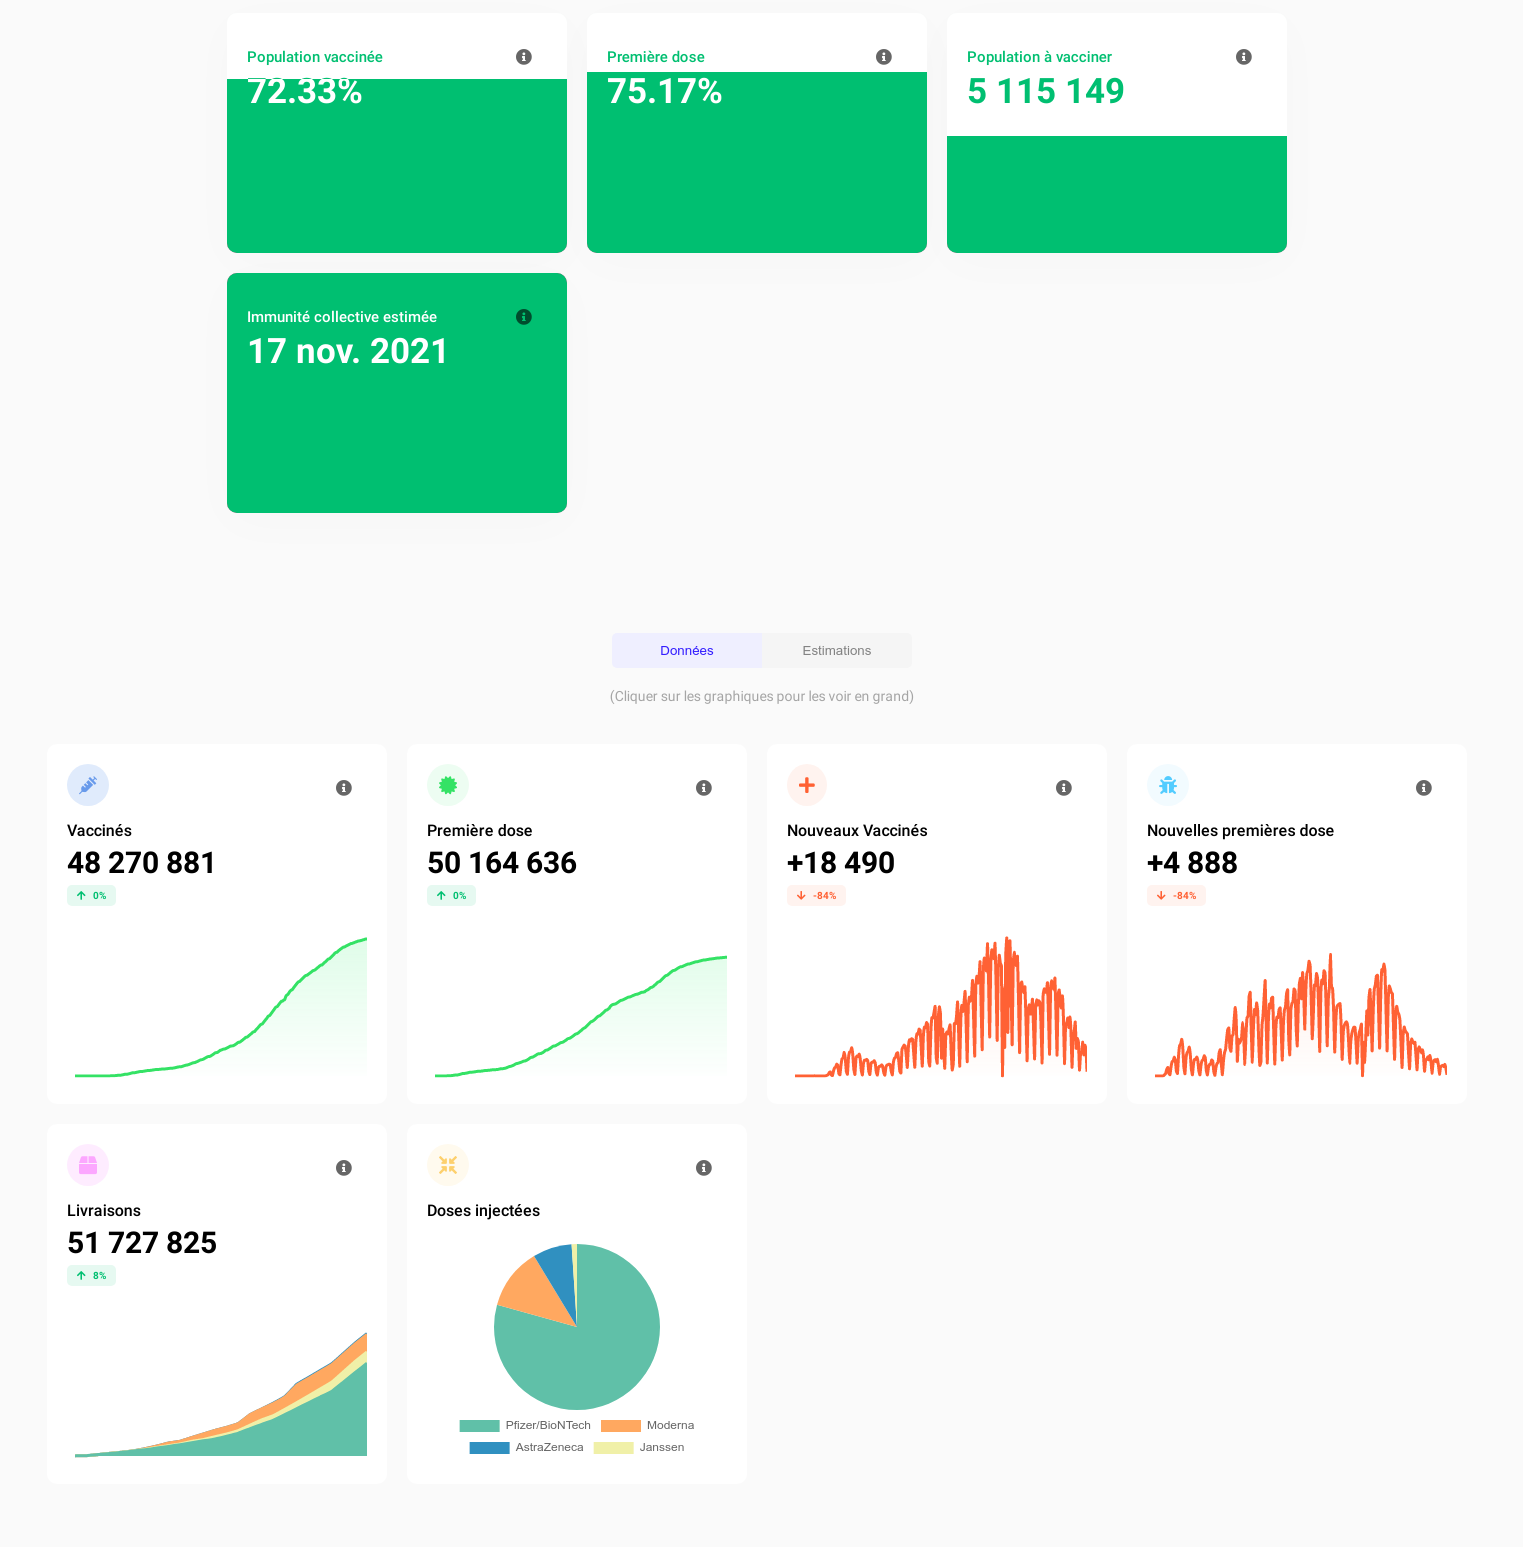 Population vaccinée
72.33%
Première dose
75.17%
Population à vacciner
5 115 149
Immunité collective estimée
17 nov. 2021
Données
Estimations
(Cliquer sur les graphiques pour les voir en grand)
Vaccinés
48 270 881
0%
Première dose
50 164 636
0%
Nouveaux Vaccinés
+18 490
-84%
Nouvelles premières dose
+4 888
-84%
Livraisons
51 727 825
8%
Doses injectées
Pfizer/BioNTech
Moderna
AstraZeneca
Janssen